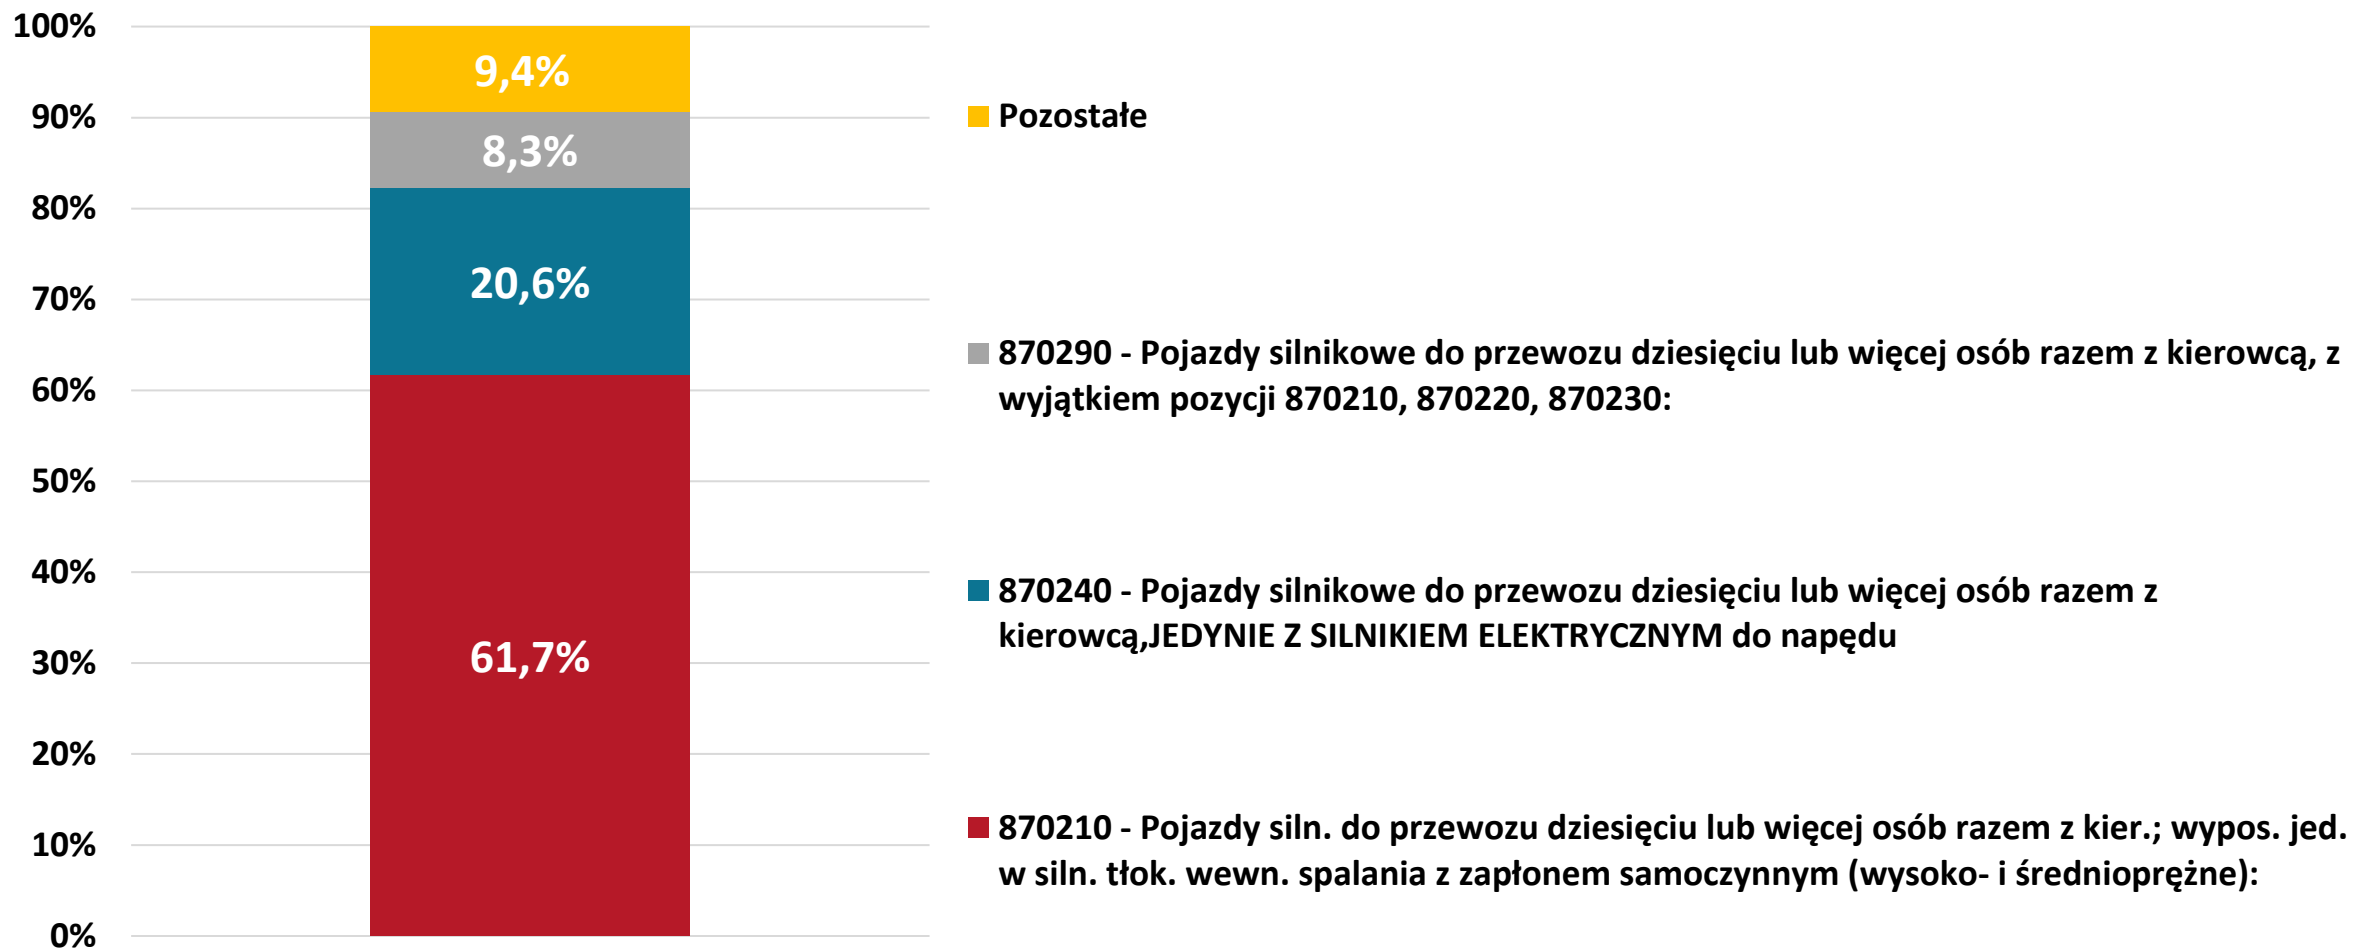 100%
90%
80%
70%
60%
50%
40%
30%
20%
10%
0%
9,4%
8,3%
20,6%
61,7%
Pozostałe
870290 - Pojazdy silnikowe do przewozu dziesięciu lub więcej osób razem z kierowcą, z
wyjątkiem pozycji 870210, 870220, 870230:
870240 - Pojazdy silnikowe do przewozu dziesięciu lub więcej osób razem z
kierowcą,JEDYNIE Z SILNIKIEM ELEKTRYCZNYM do napędu
870210 - Pojazdy siln. do przewozu dziesięciu lub więcej osób razem z kier.; wypos. jed.
w siln. tłok. wewn. spalania z zapłonem samoczynnym (wysoko- i średnioprężne):